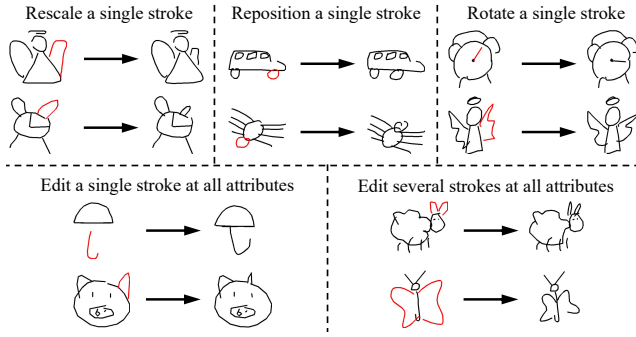 Rescale a single stroke
Reposition a single stroke
Rotate a single stroke
Edit a single stroke at all attributes
Edit several strokes at all attributes